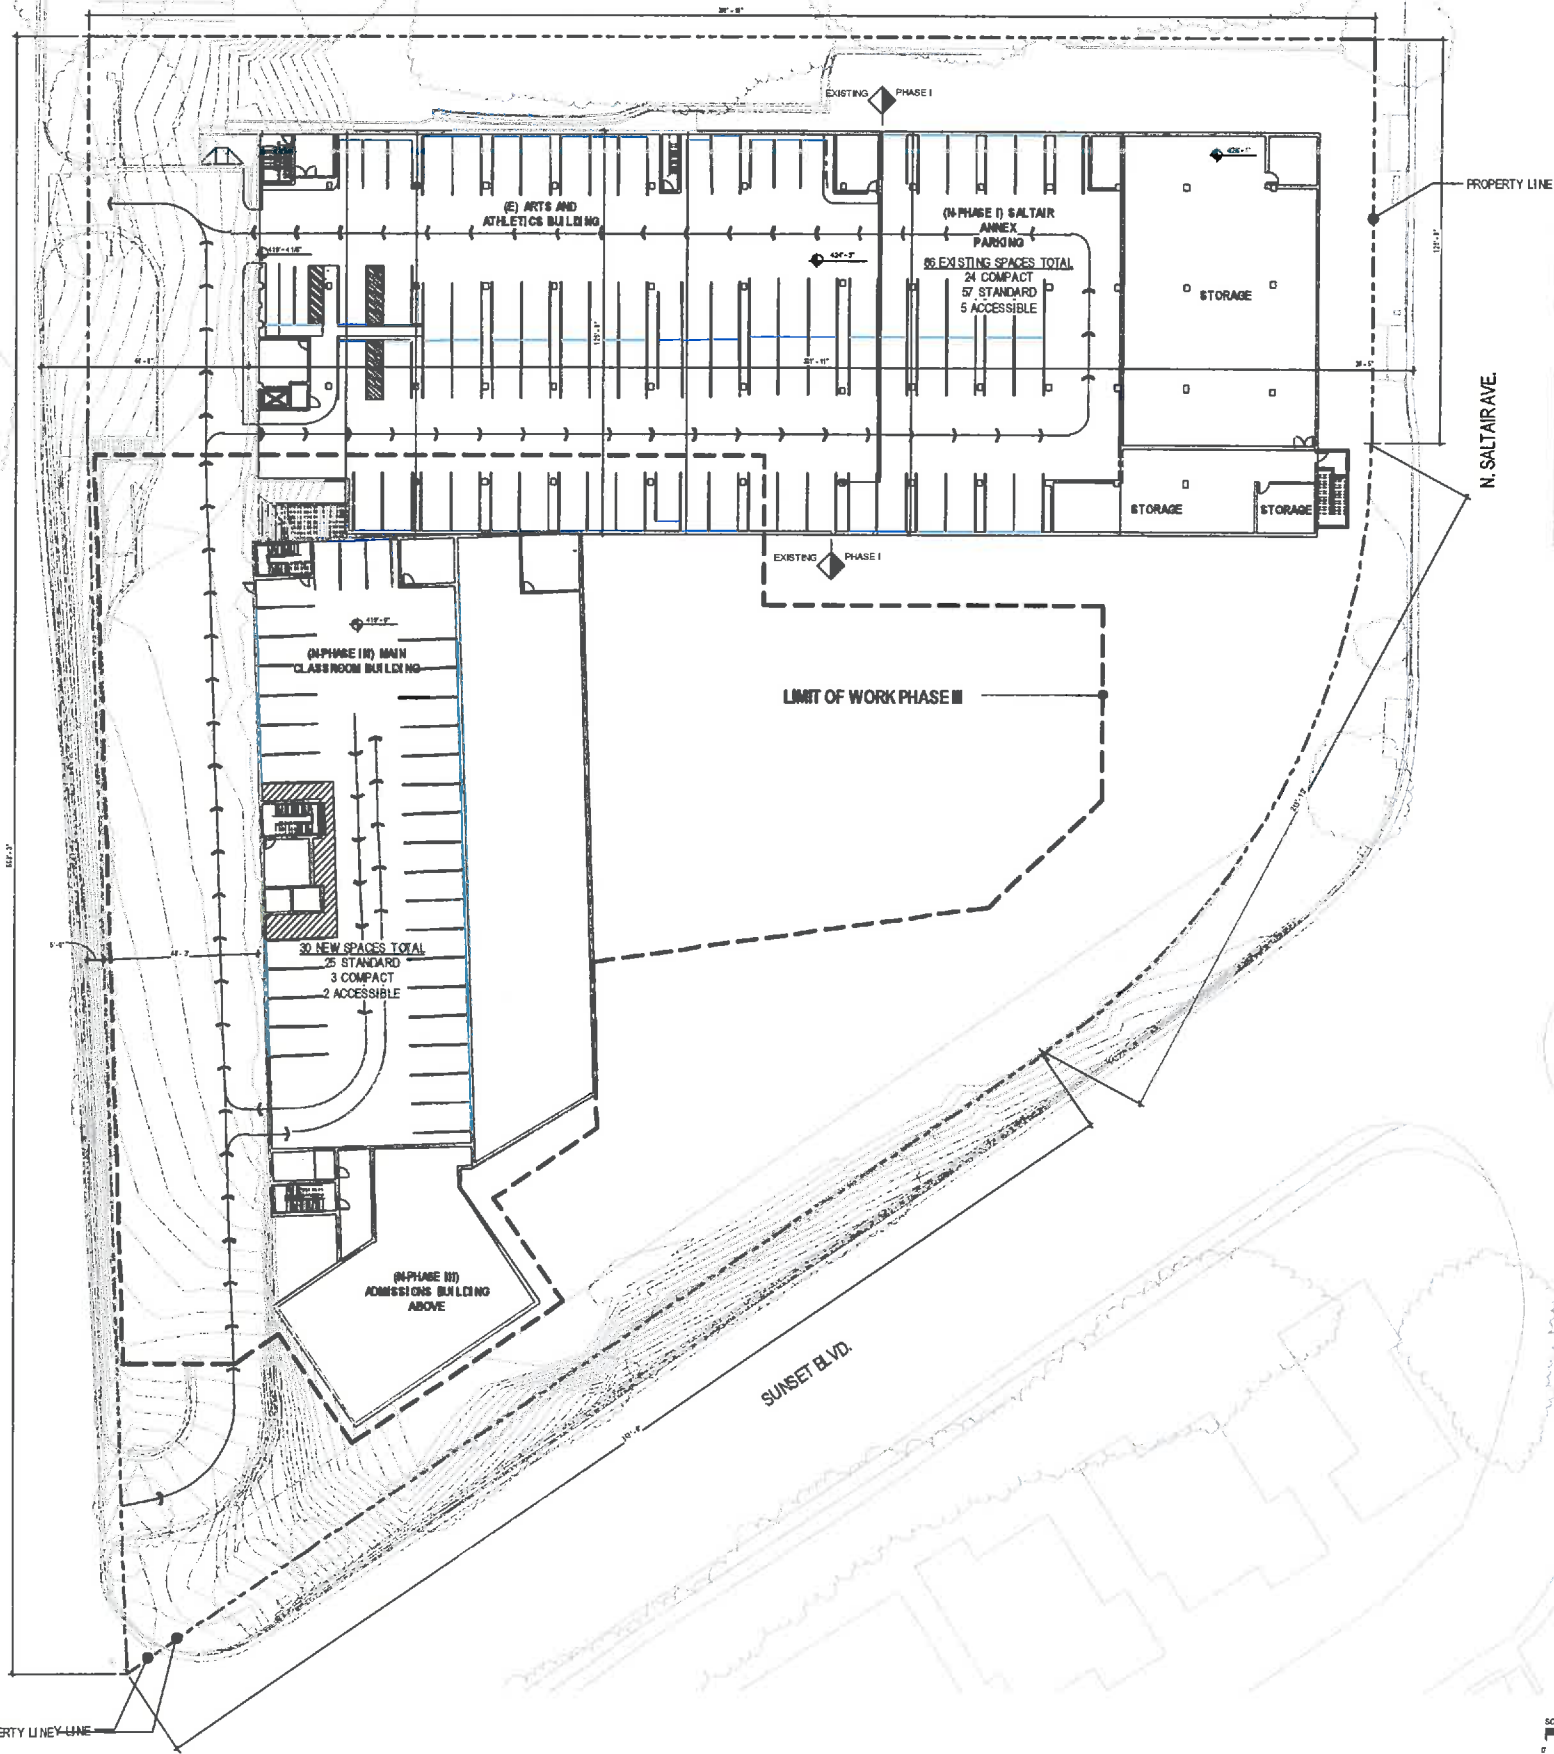 EXISTING
PHASE I
PROPERTY LINE
(E) ARTS AND
ATHLETICS BUILDING
(N-PHASE I) SALTAIR
ANNEX
PARKING
86 EXISTING SPACES TOTAL
24 COMPACT
57 STANDARD
5 ACCESSIBLE
STORAGE
N. SALTAIR AVE.
STORAGE
STORAGE
EXISTING
PHASE I
(N-PHASE III) MAIN
CLASSROOM BUILDING
LIMIT OF WORK PHASE III
30 NEW SPACES TOTAL
25 STANDARD
3 COMPACT
2 ACCESSIBLE
(N-PHASE III)
ADMISSIONS BUILDING
ABOVE
SUNSET BLVD.
ERTY LINEY LINE